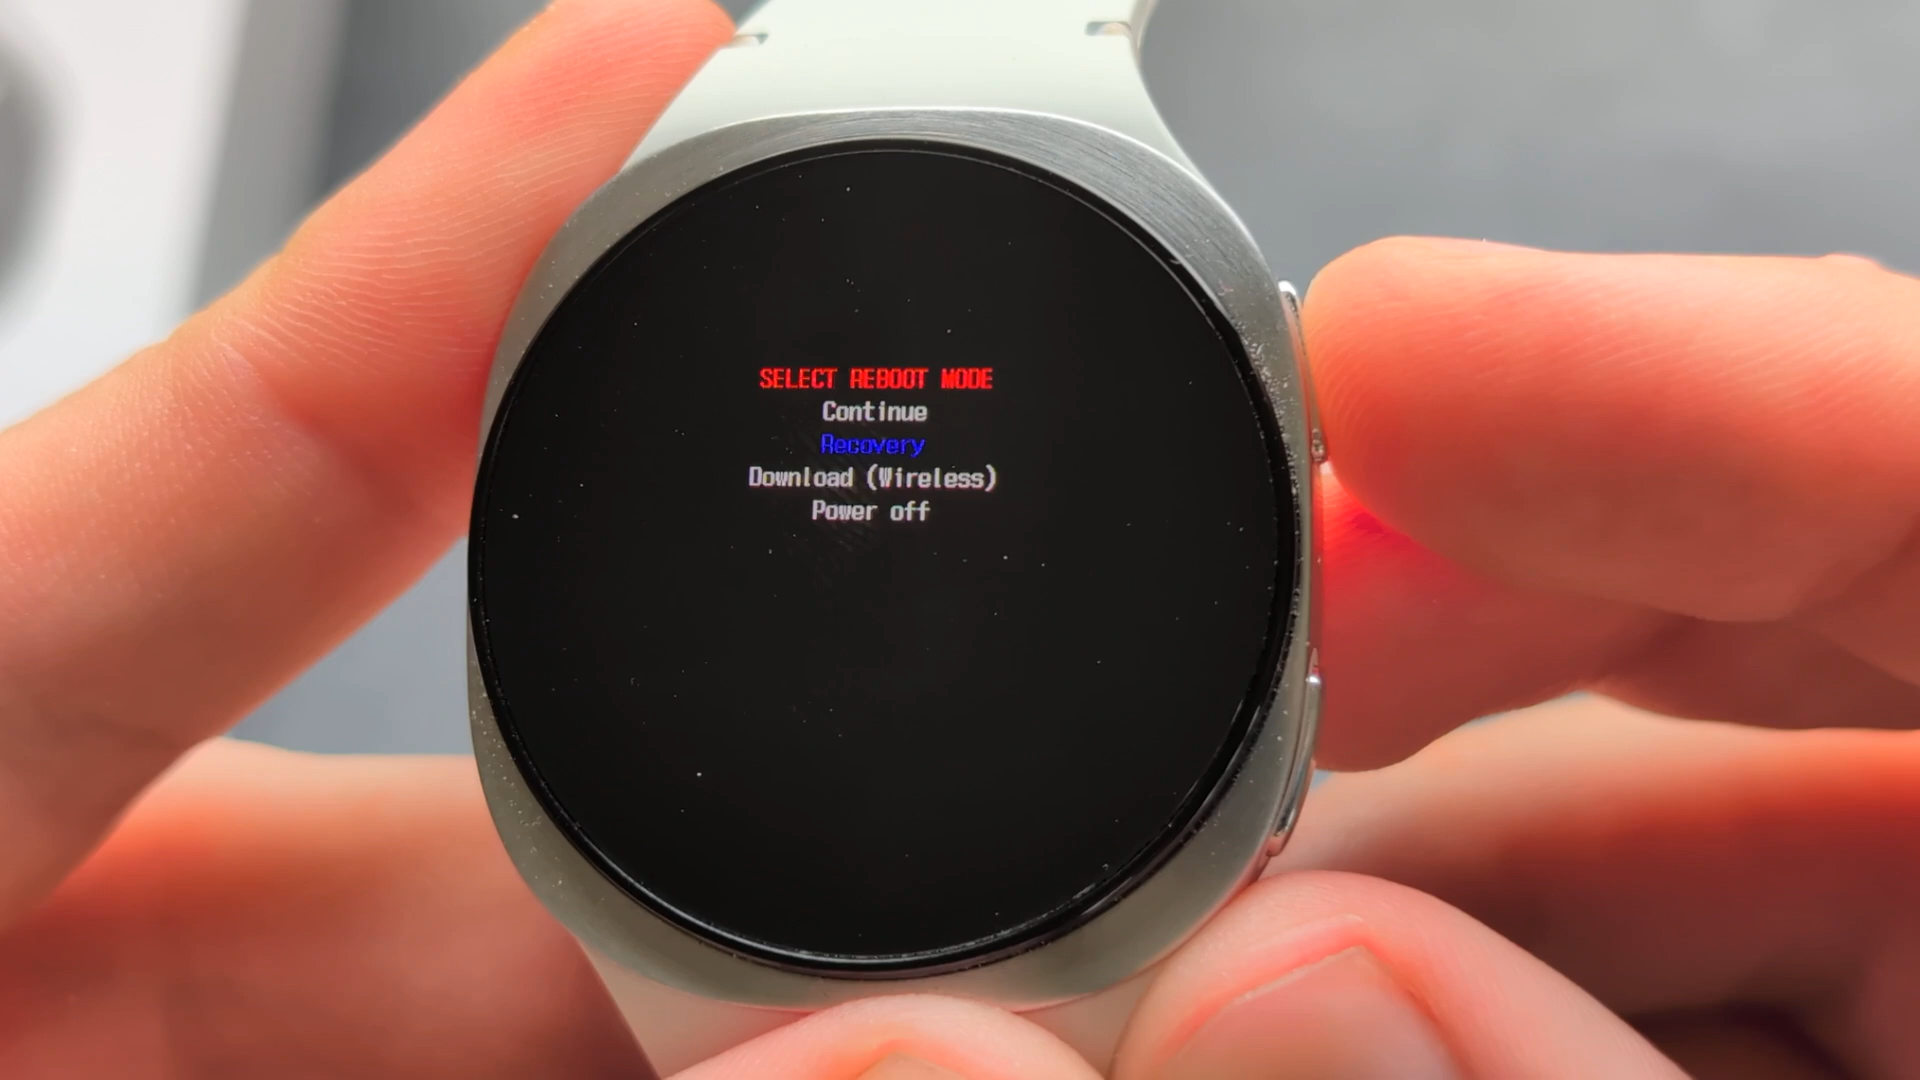 SELECT REBOOT MODE
Continue
Recovery
Download (Wireless)
Power off